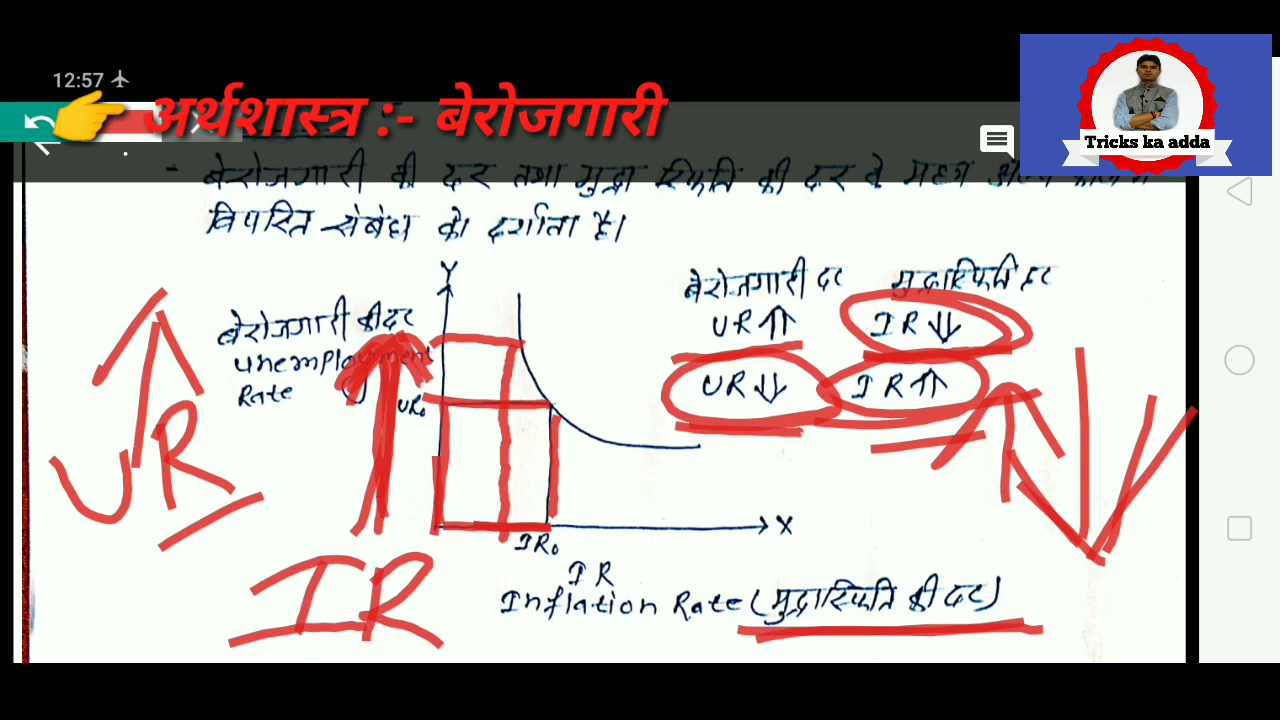 12:57
अर्थशास्त्र :- बेरोजगारी
Tricks ka adda
- बेरोजगारी की दर तथा मुद्रा स्फिति की दर के मध्य
विपरित संबंधा को दर्शाता है।
Y
बेरोजगारी दर मुद्रास्फिति दर
बेरोजगारी की दर
UR ⇑ IR ⇓
Unemployment
Rate
UR₀
UR ⇓ IR ⇑
UR
X
IR₀
IR
IR
Inflation Rate (मुद्रास्फिति की दर)